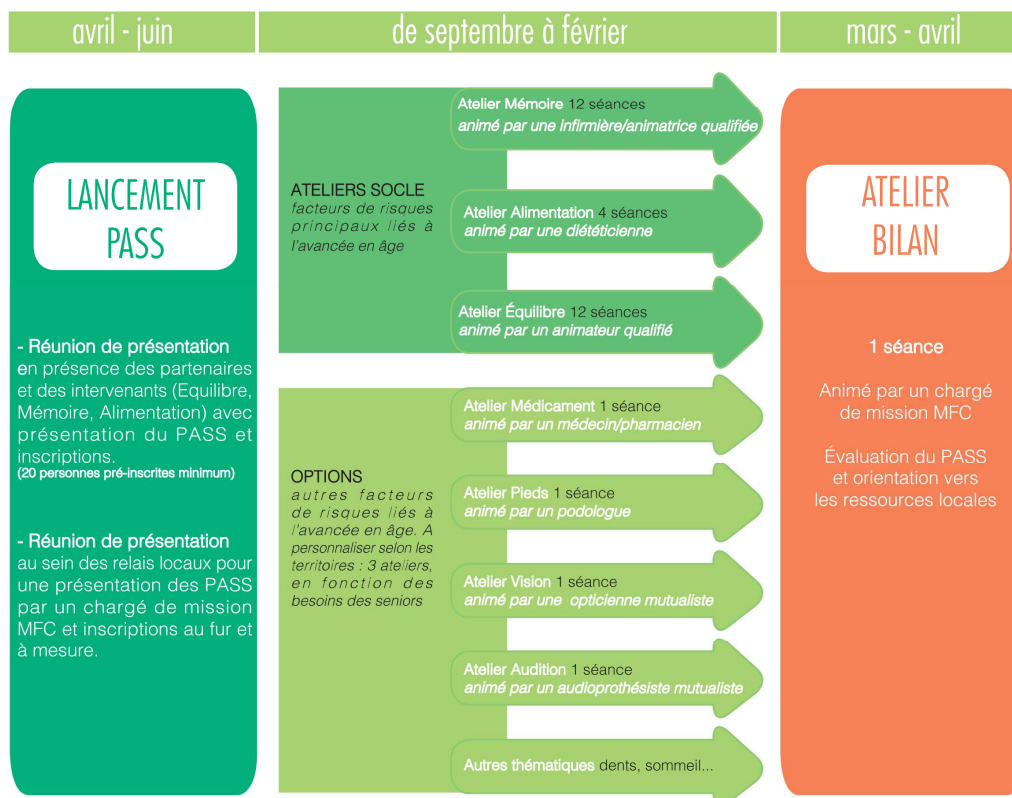 avril - juin
de septembre à février
mars - avril
LANCEMENT
PASS
- Réunion de présentation
en présence des partenaires
et des intervenants (Equilibre,
Mémoire, Alimentation) avec
présentation du PASS et
inscriptions.
(20 personnes pré-inscrites minimum)
- Réunion de présentation
au sein des relais locaux pour
une présentation des PASS
par un chargé de mission
MFC et inscriptions au fur et
à mesure.
ATELIERS SOCLE
facteurs de risques
principaux liés à
l'avancée en âge
Atelier Mémoire 12 séances
animé par une infirmière/animatrice qualifiée
Atelier Alimentation 4 séances
animé par une diététicienne
Atelier Équilibre 12 séances
animé par un animateur qualifié
OPTIONS
autres facteurs
de risques liés à
l'avancée en âge. A
personnaliser selon les
territoires : 3 ateliers,
en fonction des
besoins des seniors
Atelier Médicament 1 séance
animé par un médecin/pharmacien
Atelier Pieds 1 séance
animé par un podologue
Atelier Vision 1 séance
animé par une opticienne mutualiste
Atelier Audition 1 séance
animé par un audioprothésiste mutualiste
Autres thématiques dents, sommeil...
ATELIER
BILAN
1 séance
Animé par un chargé
de mission MFC
Évaluation du PASS
et orientation vers
les ressources locales